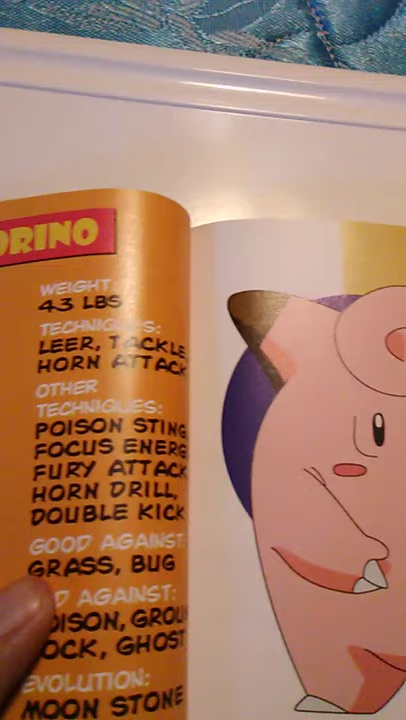 ORINO
WEIGHT:
43 LBS
TECHNIQUES:
LEER, TACKLE,
HORN ATTACK
OTHER
TECHNIQUES:
POISON STING
FOCUS ENERG
FURY ATTACK
HORN DRILL,
DOUBLE KICK
GOOD AGAINST:
GRASS, BUG
D AGAINST:
OISON, GROU
OCK, GHOST
EVOLUTION:
MOON STONE